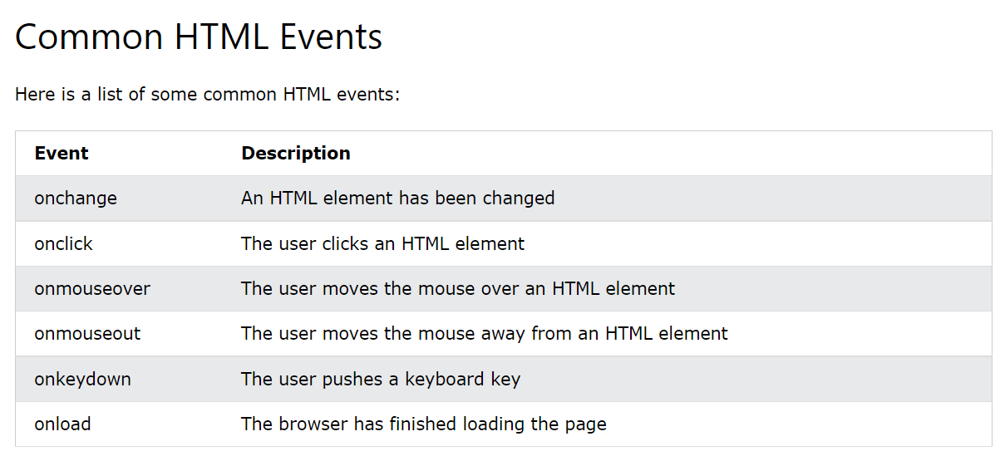 Common HTML Events
Here is a list of some common HTML events:
Event Description
onchange An HTML element has been changed
onclick The user clicks an HTML element
onmouseover The user moves the mouse over an HTML element
onmouseout The user moves the mouse away from an HTML element
onkeydown The user pushes a keyboard key
onload The browser has finished loading the page